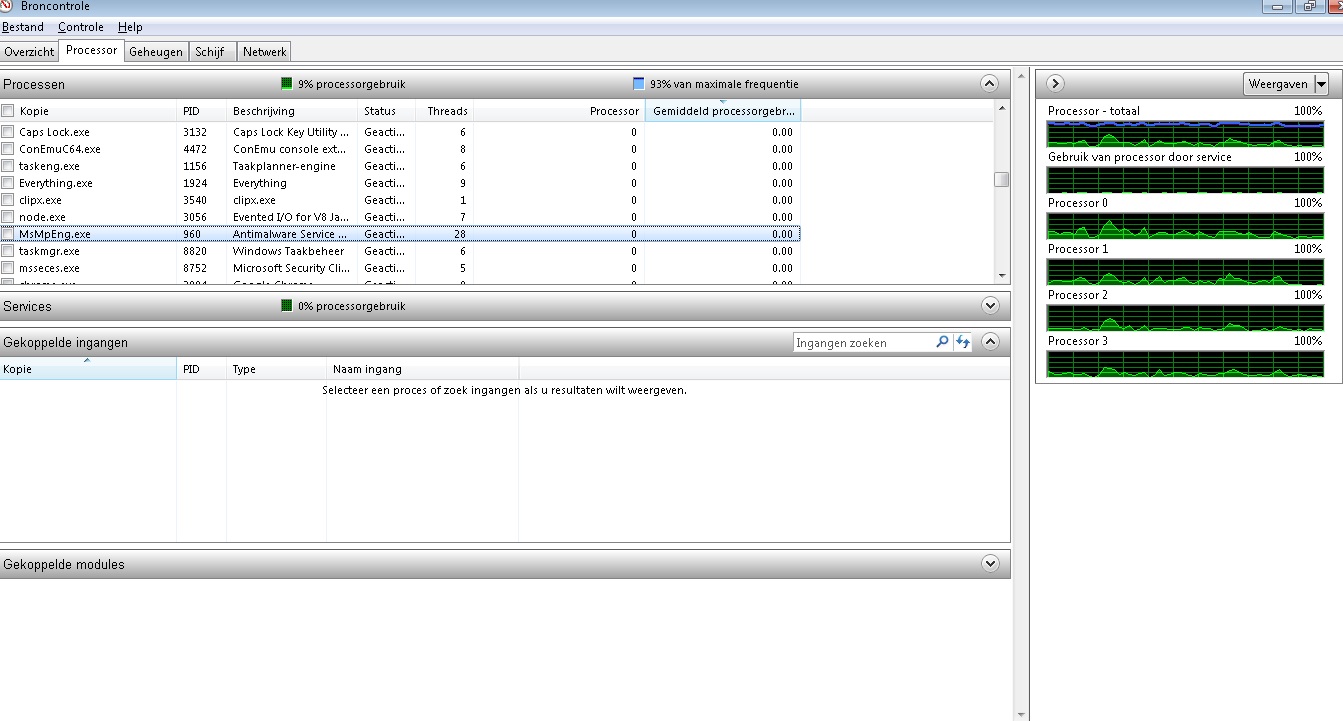 Broncontrole
Bestand Controle Help
Overzicht Processor Geheugen Schijf Netwerk
Processen 9% processorgebruik 93% van maximale frequentie
Kopie PID Beschrijving Status Threads Processor Gemiddeld processorgebr...
Caps Lock.exe 3132 Caps Lock Key Utility ... Geacti... 6 0 0.00
ConEmuC64.exe 4472 ConEmu console ext... Geacti... 8 0 0.00
taskeng.exe 1156 Taakplanner-engine Geacti... 6 0 0.00
Everything.exe 1924 Everything Geacti... 9 0 0.00
clipx.exe 3540 clipx.exe Geacti... 1 0 0.00
node.exe 3056 Evented I/O for V8 Ja... Geacti... 7 0 0.00
MsMpEng.exe 960 Antimalware Service ... Geacti... 28 0 0.00
taskmgr.exe 8820 Windows Taakbeheer Geacti... 6 0 0.00
msseces.exe 8752 Microsoft Security Cli... Geacti... 5 0 0.00
Services 0% processorgebruik
Gekoppelde ingangen Ingangen zoeken
Kopie PID Type Naam ingang
Selecteer een proces of zoek ingangen als u resultaten wilt weergeven.
Gekoppelde modules
Weergaven
Processor - totaal 100%
Gebruik van processor door service 100%
Processor 0 100%
Processor 1 100%
Processor 2 100%
Processor 3 100%